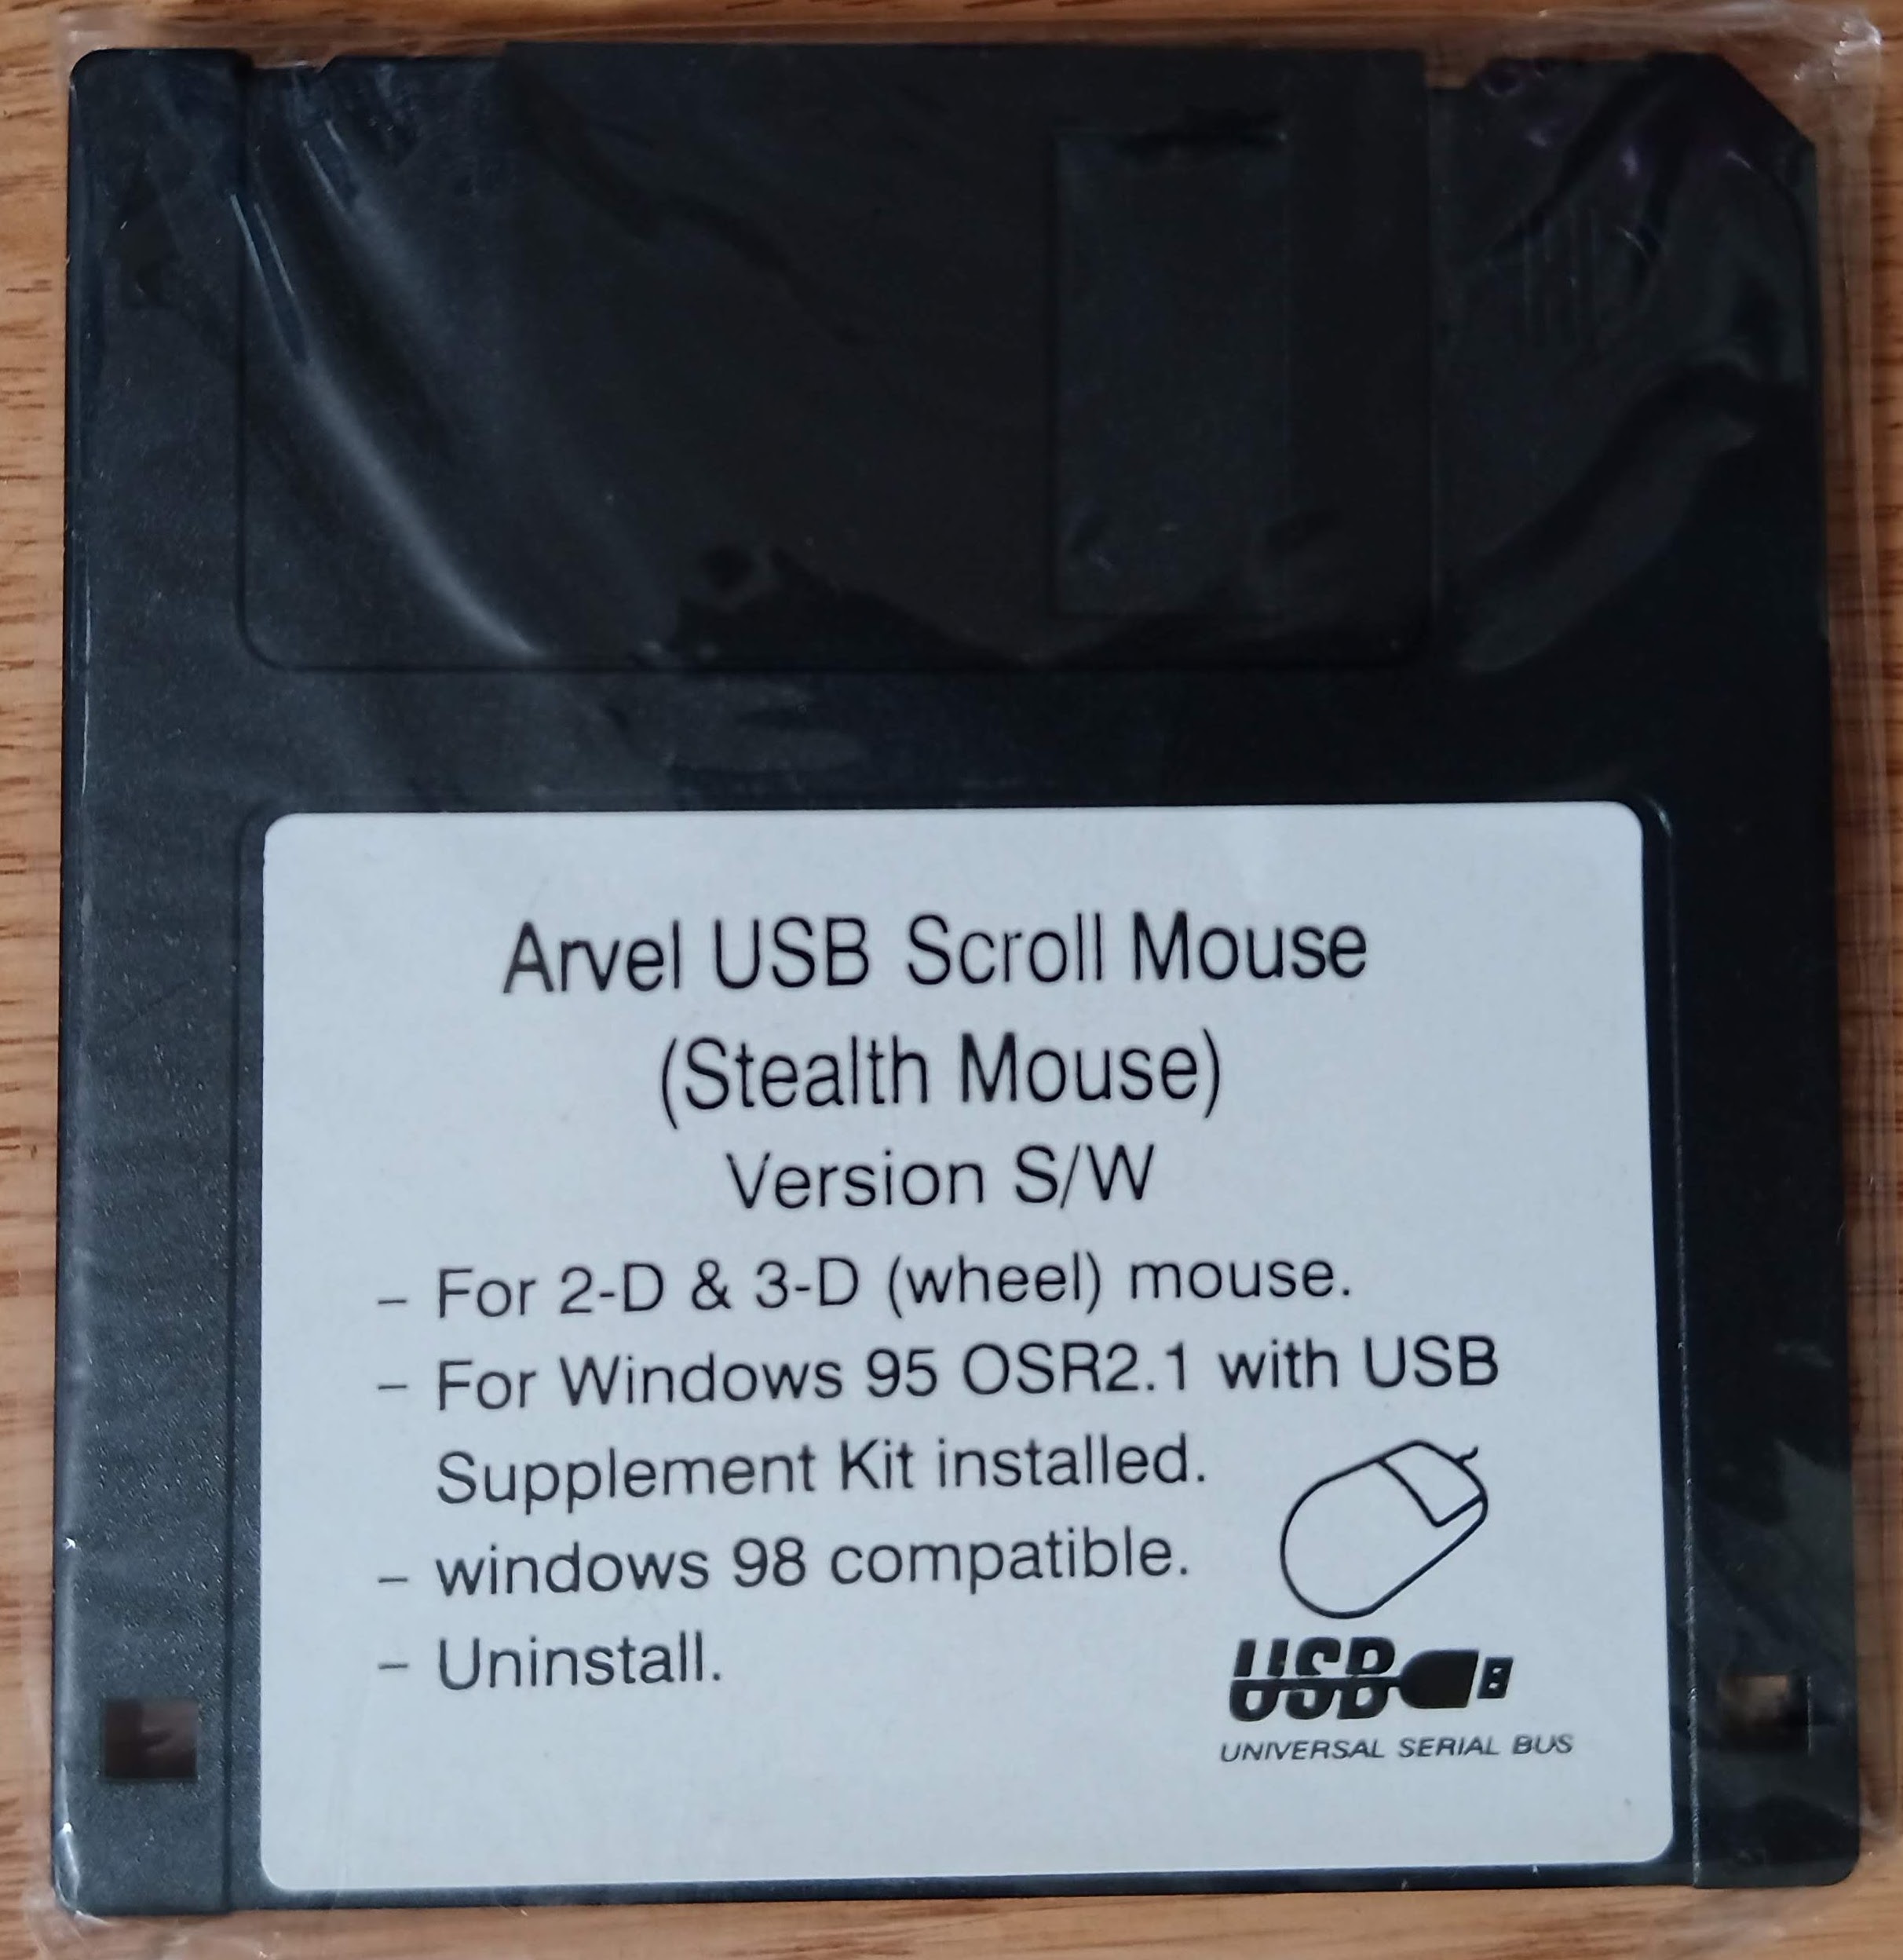 Arvel USB Scroll Mouse
(Stealth Mouse)
Version S/W
– For 2-D & 3-D (wheel) mouse.
– For Windows 95 OSR2.1 with USB
Supplement Kit installed.
– windows 98 compatible.
– Uninstall.
USB
UNIVERSAL SERIAL BUS